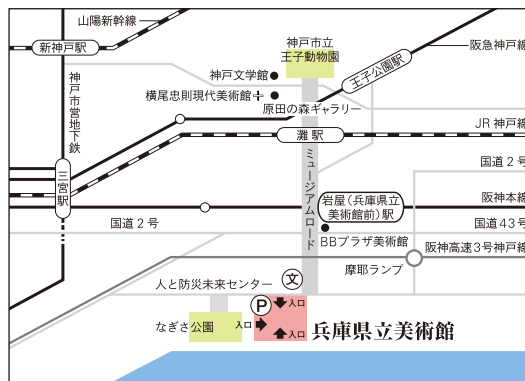 山陽新幹線
新神戸駅
神戸市立
王子動物園
阪急神戸線
王子公園駅
神戸文学館
横尾忠則現代美術館
原田の森ギャラリー
神戸市営地下鉄
JR神戸線
灘駅
ミュージアムロード
国道2号
三宮駅
岩屋(兵庫県立
美術館前)駅
阪神本線
国道2号
国道43号
BBプラザ美術館
阪神高速3号神戸線
摩耶ランプ
人と防災未来センター
文
P
入口
なぎさ公園
入口
入口
兵庫県立美術館